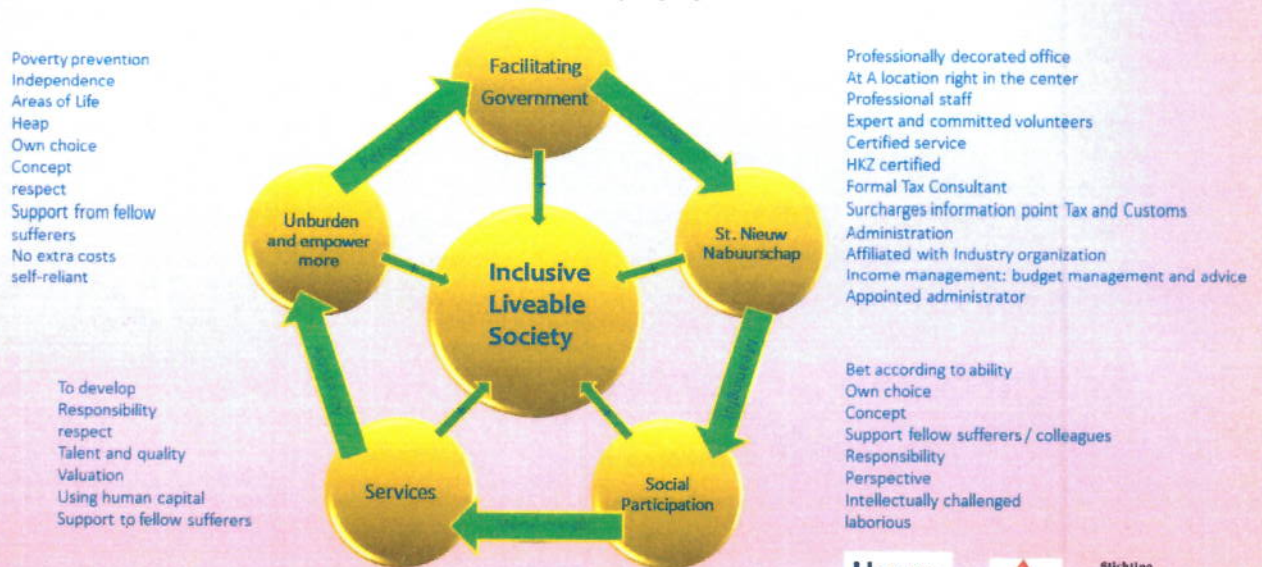 Facilitating
Government
Poverty prevention
Independence
Areas of Life
Heap
Own choice
Concept
respect
Support from fellow
sufferers
No extra costs
self-reliant
Professionally decorated office
At A location right in the center
Professional staff
Expert and committed volunteers
Certified service
HKZ certified
Formal Tax Consultant
Surcharges information point Tax and Customs
Administration
Affiliated with Industry organization
Income management: budget management and advice
Appointed administrator
Unburden
and empower
more
St. Nieuw
Nabuurschap
Inclusive
Liveable
Society
To develop
Responsibility
respect
Talent and quality
Valuation
Using human capital
Support to fellow sufferers
Services
Social
Participation
Bet according to ability
Own choice
Concept
Support fellow sufferers / colleagues
Responsibility
Perspective
Intellectually challenged
laborious
Stichting